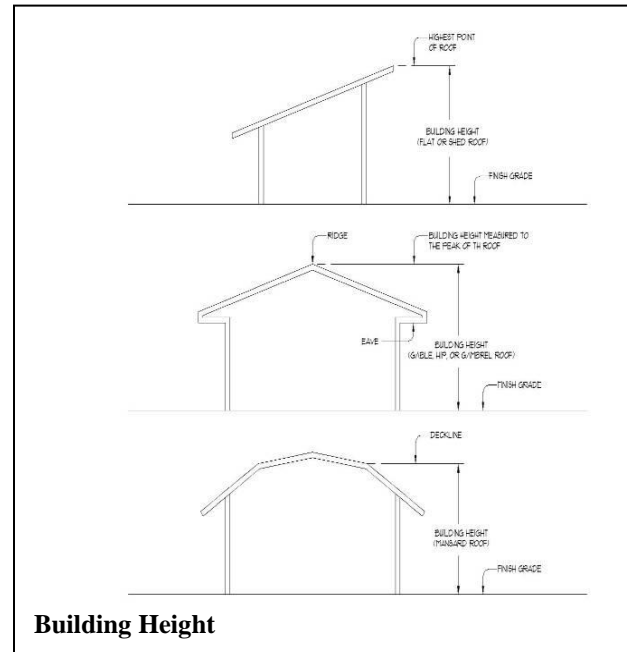 HIGHEST POINT
OF ROOF
BUILDING HEIGHT
(FLAT OR SHED ROOF)
FINISH GRADE
RIDGE
BUILDING HEIGHT MEASURED TO
THE PEAK OF TH ROOF
EAVE
BUILDING HEIGHT
(GABLE, HIP, OR GAMBREL ROOF)
FINISH GRADE
DECKLINE
BUILDING HEIGHT
(MANSARD ROOF)
FINISH GRADE
Building Height